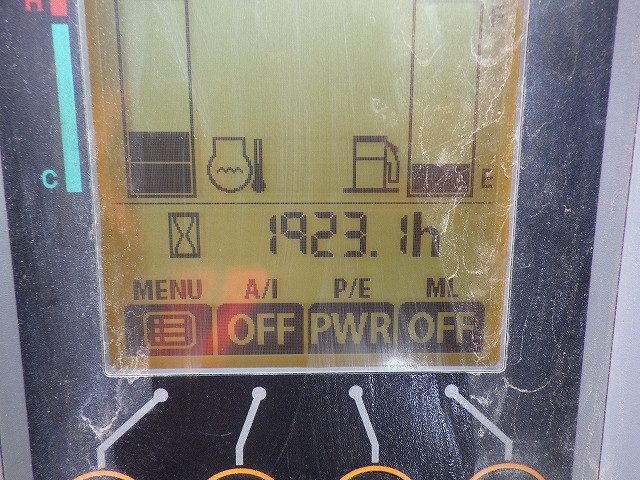 H
F
C
E
1923.1h
MENU A/I P/E ML
OFF PWR OFF